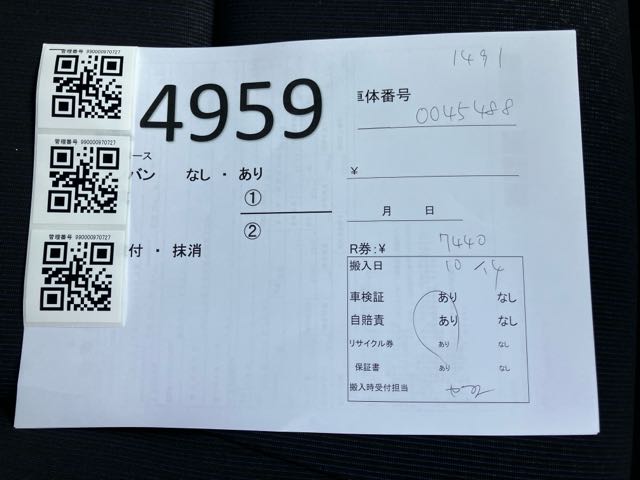 管理番号 990000970727
管理番号 990000970727
管理番号 990000970727
4959
ース
バン なし・あり
①
②
付・抹消
1491
車体番号
0045488
¥
月 日
R券:¥ 7440
搬入日 10/14
車検証 あり なし
自賠責 あり なし
リサイクル券 あり なし
保証書 あり なし
搬入時受付担当